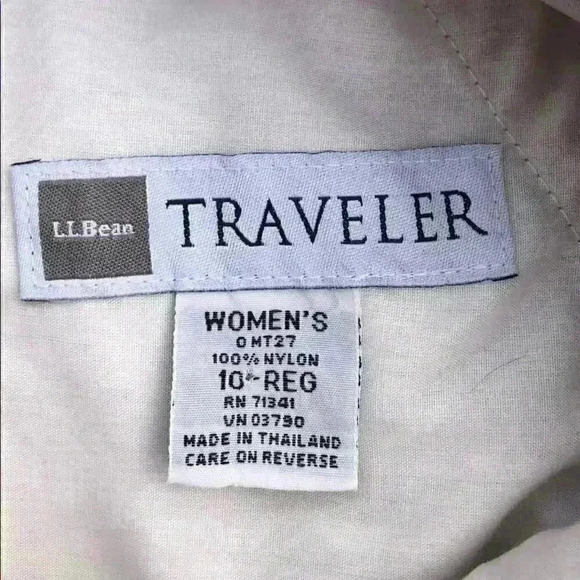 L.L.Bean
TRAVELER
WOMEN'S
0 MT27
100% NYLON
10-REG
RN 71341
VN 03790
MADE IN THAILAND
CARE ON REVERSE